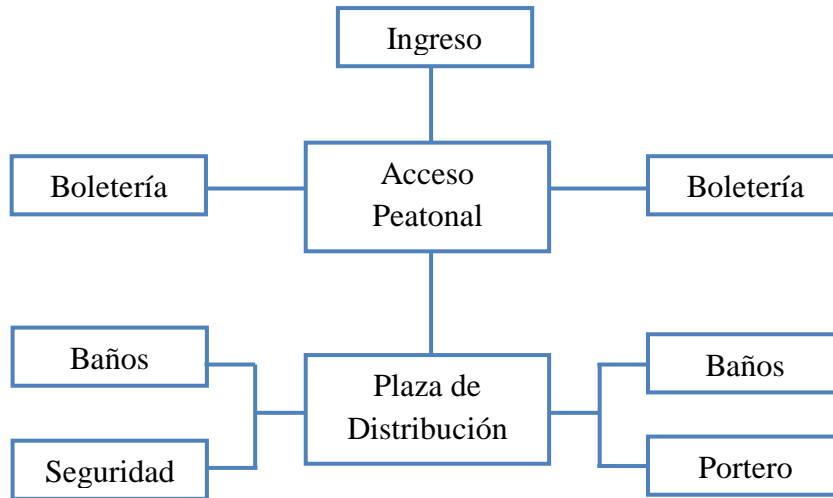 Ingreso
Boletería
Acceso
Peatonal
Boletería
Baños
Plaza de
Distribución
Baños
Seguridad
Portero